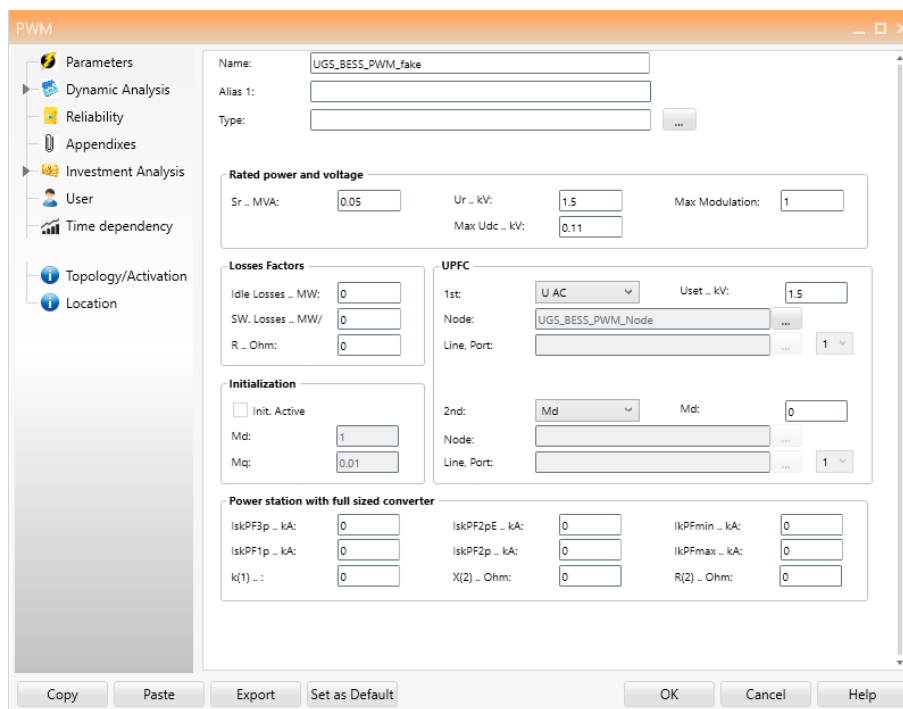 PWM
Parameters
Dynamic Analysis
Reliability
Appendixes
Investment Analysis
User
Time dependency
Topology/Activation
Location
Name: UGS_BESS_PWM_fake
Alias 1:
Type: ...
Rated power and voltage
Sr .. MVA: 0.05 Ur .. kV: 1.5 Max Modulation: 1
Max Udc .. kV: 0.11
Losses Factors
Idle Losses .. MW: 0
SW. Losses .. MW/ 0
R .. Ohm: 0
UPFC
1st: U AC Uset .. kV: 1.5
Node: UGS_BESS_PWM_Node ...
Line, Port: ... 1
2nd: Md Md: 0
Node: ...
Line, Port: ... 1
Initialization
Init. Active
Md: 1
Mq: 0.01
Power station with full sized converter
IskPF3p .. kA: 0 IskPF2pE .. kA: 0 IkPFmin .. kA: 0
IskPF1p .. kA: 0 IskPF2p .. kA: 0 IkPFmax .. kA: 0
k(1) .. : 0 X(2) .. Ohm: 0 R(2) .. Ohm: 0
Copy Paste Export Set as Default OK Cancel Help